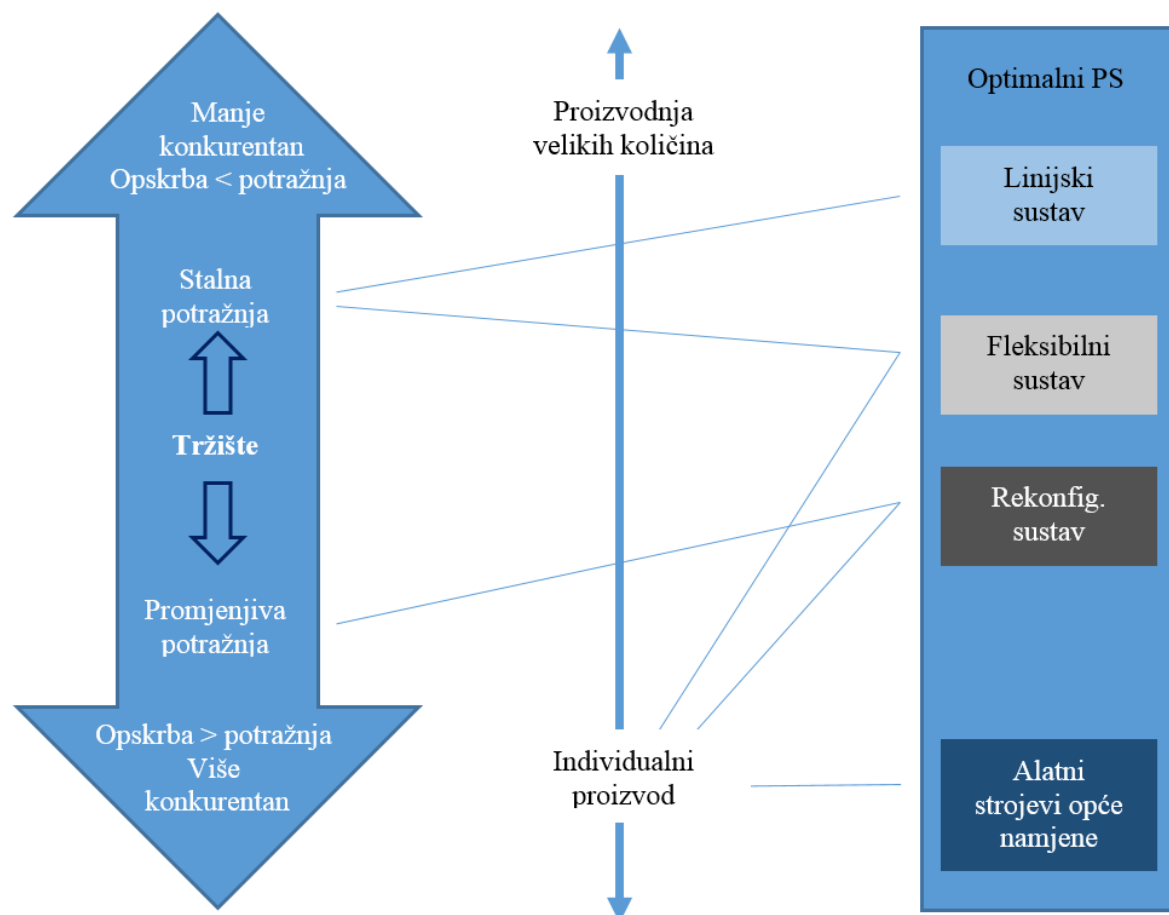 Manje
konkurentan
Opskrba < potražnja
Stalna
potražnja
Tržište
Promjenjiva
potražnja
Opskrba > potražnja
Više
konkurentan
Proizvodnja
velikih količina
Individualni
proizvod
Optimalni PS
Linijski
sustav
Fleksibilni
sustav
Rekonfig.
sustav
Alatni
strojevi opće
namjene